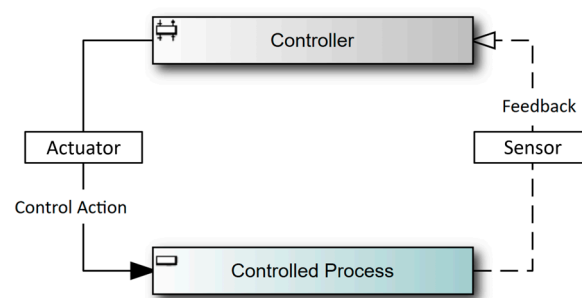 Controller
Feedback
Actuator
Sensor
Control Action
Controlled Process